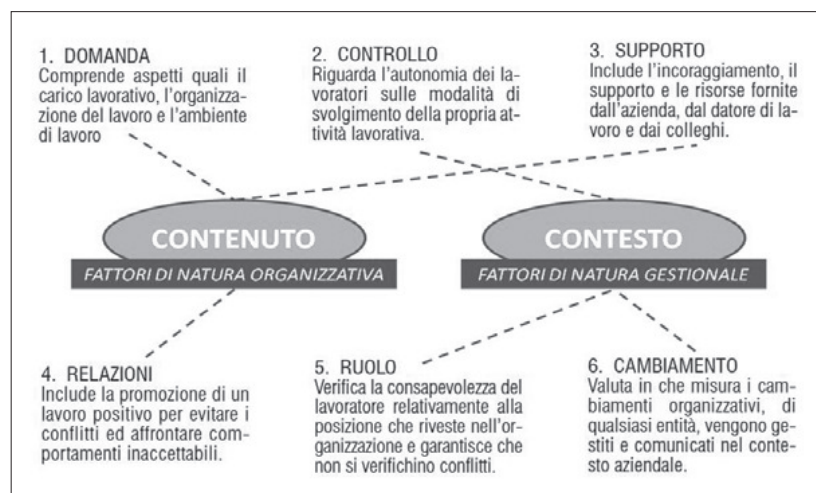 1. DOMANDA
Comprende aspetti quali il
carico lavorativo, l'organizza-
zione del lavoro e l'ambiente
di lavoro
2. CONTROLLO
Riguarda l'autonomia dei la-
voratori sulle modalità di
svolgimento della propria at-
tività lavorativa.
3. SUPPORTO
Include l'incoraggiamento, il
supporto e le risorse fornite
dall'azienda, dal datore di la-
voro e dai colleghi.
CONTENUTO
FATTORI DI NATURA ORGANIZZATIVA
CONTESTO
FATTORI DI NATURA GESTIONALE
4. RELAZIONI
Include la promozione di un
lavoro positivo per evitare i
conflitti ed affrontare com-
portamenti inaccettabili.
5. RUOLO
Verifica la consapevolezza del
lavoratore relativamente alla
posizione che riveste nell'or-
ganizzazione e garantisce che
non si verifichino conflitti.
6. CAMBIAMENTO
Valuta in che misura i cam-
biamenti organizzativi, di
qualsiasi entità, vengono ge-
stiti e comunicati nel conte-
sto aziendale.